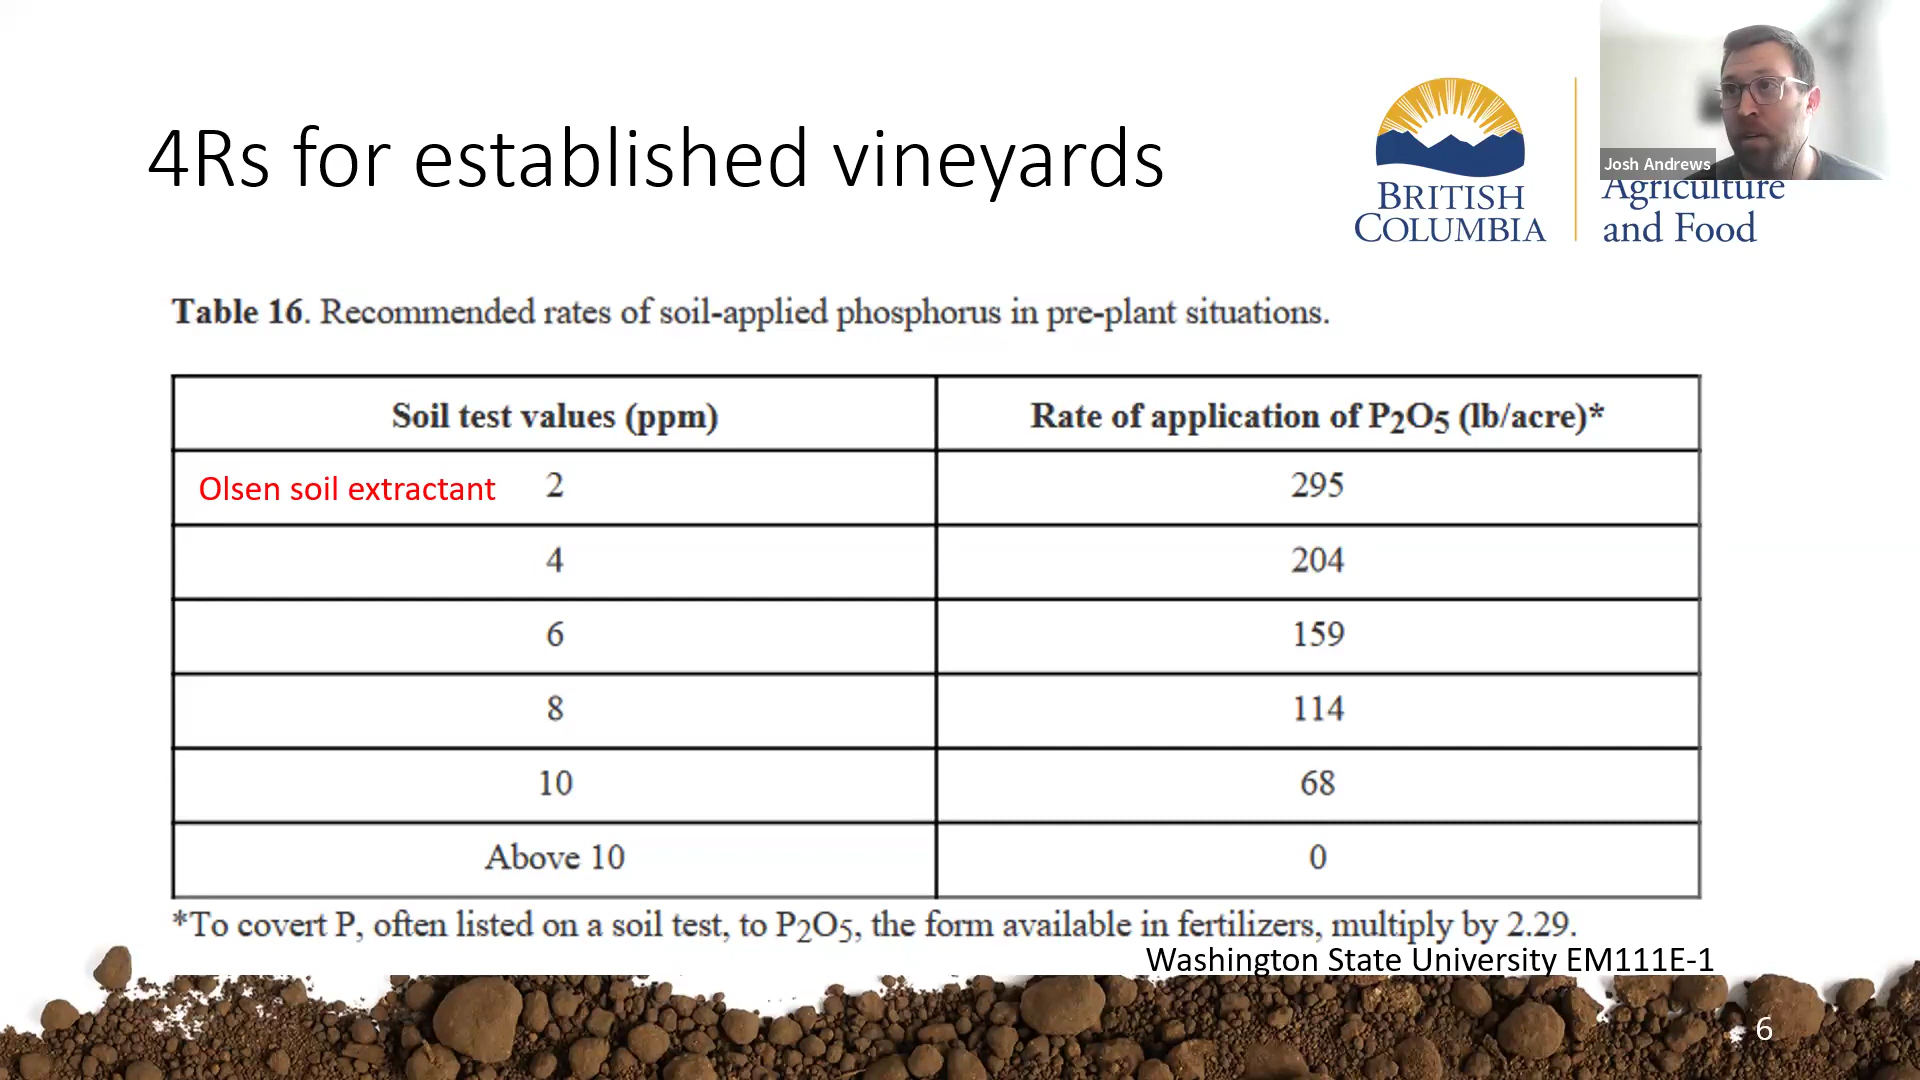 4Rs for established vineyards
BRITISH
COLUMBIA
Agriculture
and Food
Josh Andrews
Table 16. Recommended rates of soil-applied phosphorus in pre-plant situations.
Soil test values (ppm) Rate of application of P2O5 (lb/acre)*
Olsen soil extractant 2 295
4 204
6 159
8 114
10 68
Above 10 0
*To covert P, often listed on a soil test, to P2O5, the form available in fertilizers, multiply by 2.29.
Washington State University EM111E-1
6